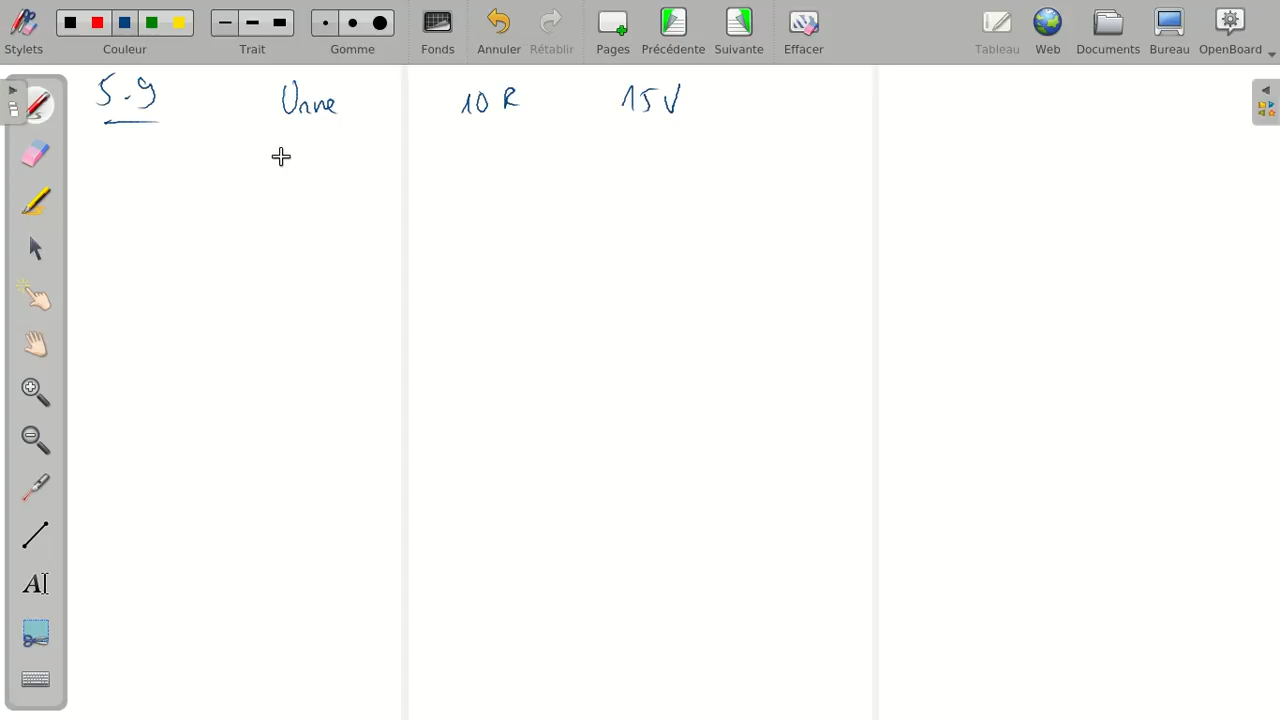 Stylets Couleur Trait Gomme Fonds Annuler Rétablir Pages Précédente Suivante Effacer Tableau Web Documents Bureau OpenBoard
5.9 Urne 10 R 15 V
A